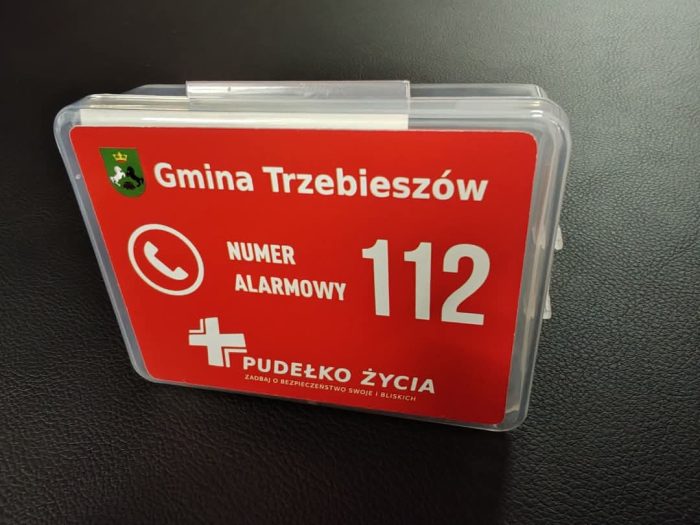 Gmina Trzebieszów
NUMER
ALARMOWY
112
PUDEŁKO ŻYCIA
ZADBAJ O BEZPIECZEŃSTWO SWOJE I BLISKICH